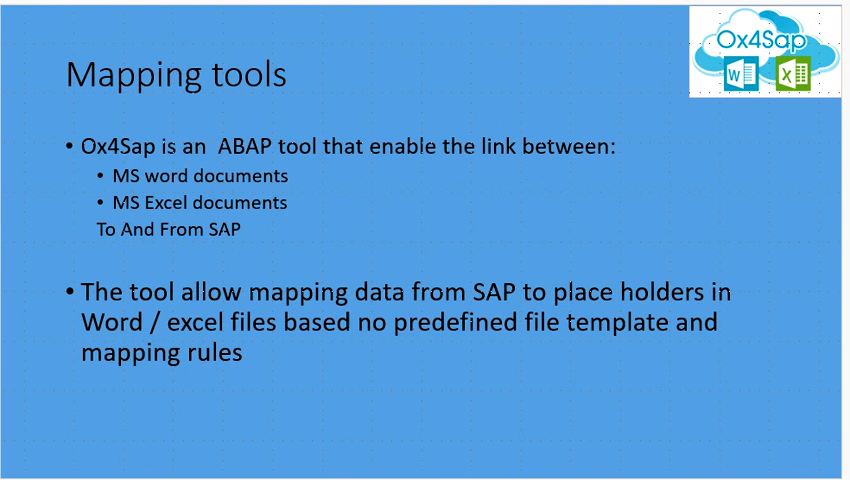 Ox4Sap
W
X
Mapping tools
• Ox4Sap is an  ABAP tool that enable the link between:
• MS word documents
• MS Excel documents
To And From SAP
• The tool allow mapping data from SAP to place holders in
Word / excel files based no predefined file template and
mapping rules